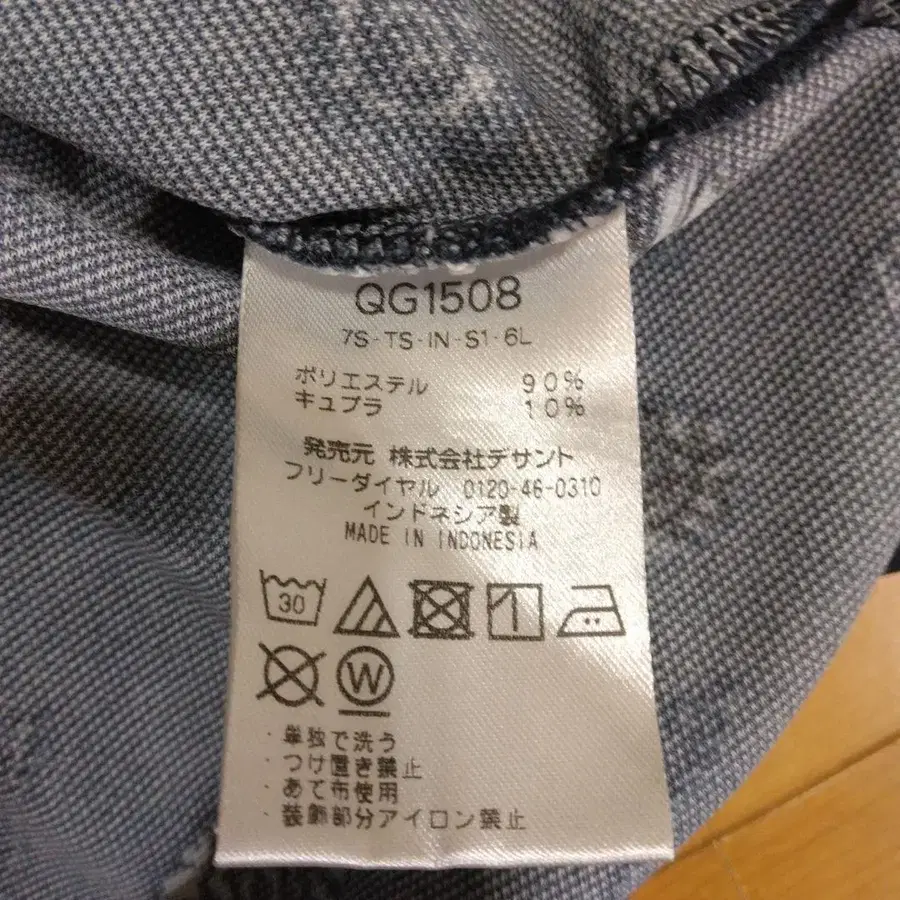 QG1508
7S-TS-IN-S1-6L
ポリエステル 90%
キュプラ 10%
発売元 株式会社デサント
フリーダイヤル 0120-46-0310
インドネシア製
MADE IN INDONESIA
30
W
・単独で洗う
・つけ置き禁止
・あて布使用
・装飾部分アイロン禁止